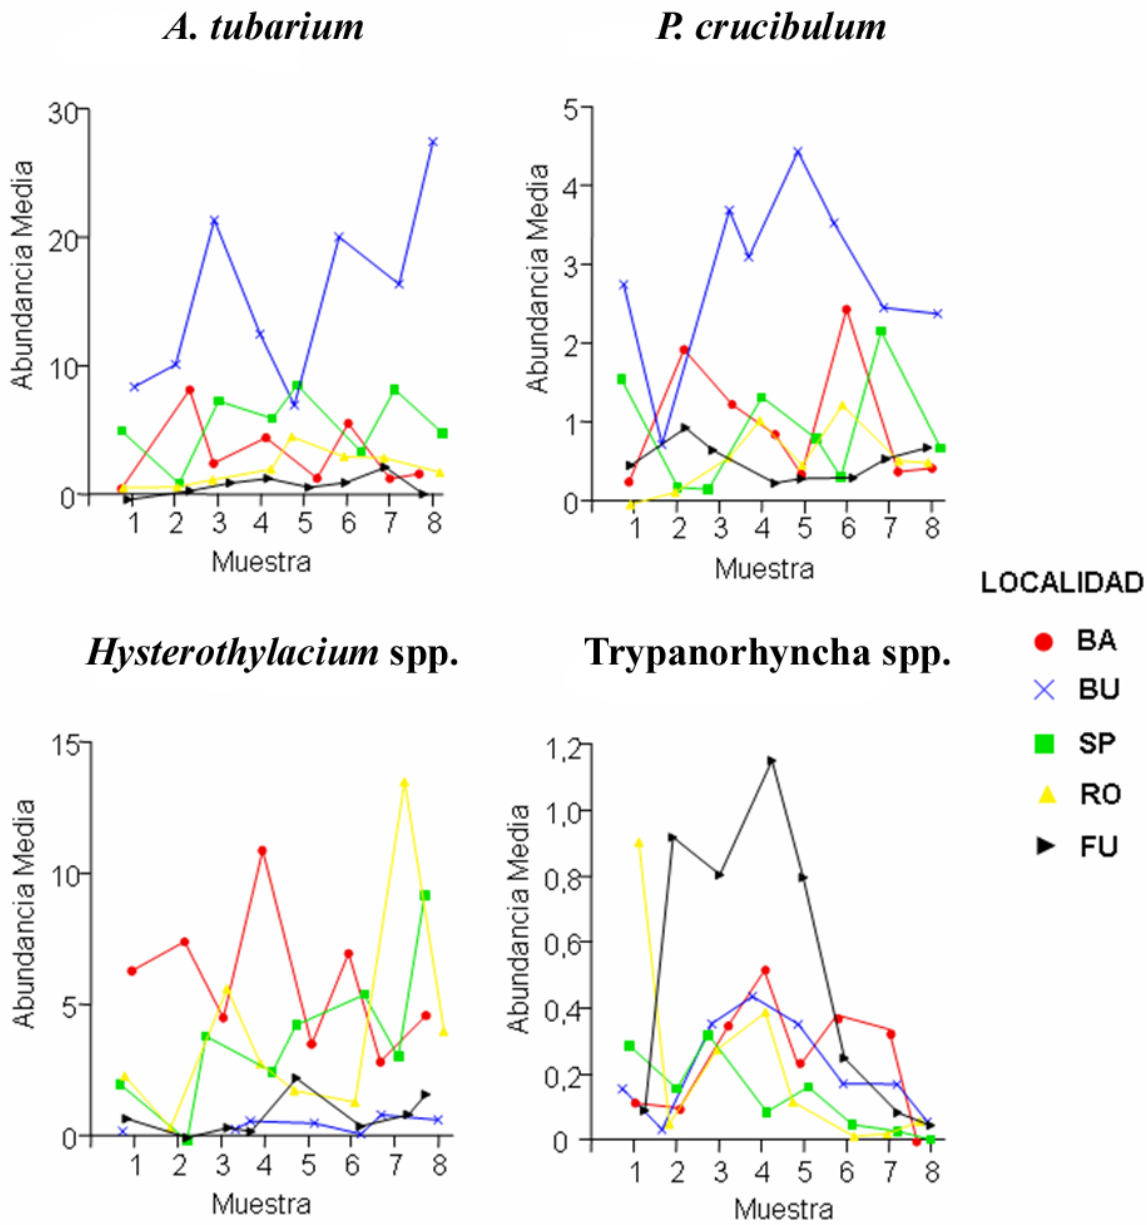 A. tubarium
P. crucibulum
Abundancia Media
30
20
10
0
1 2 3 4 5 6 7 8
Muestra
Abundancia Media
5
4
3
2
1
0
1 2 3 4 5 6 7 8
Muestra
LOCALIDAD
BA
BU
SP
RO
FU
Hysterothylacium spp.
Trypanorhyncha spp.
Abundancia Media
15
10
5
0
1 2 3 4 5 6 7 8
Muestra
Abundancia Media
1,2
1,0
0,8
0,6
0,4
0,2
0
1 2 3 4 5 6 7 8
Muestra